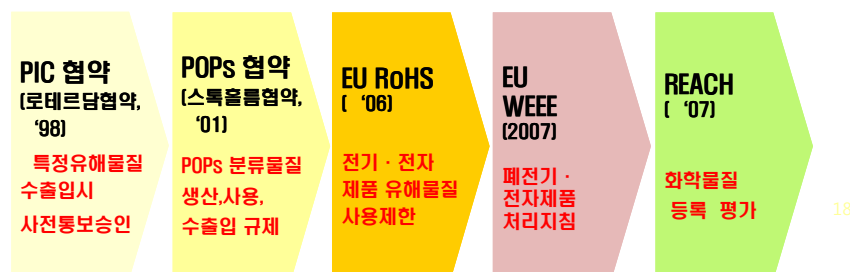 PIC 협약
(로테르담협약,
‘98)
특정유해물질
수출입시
사전통보승인
POPs 협약
(스톡홀름협약,
‘01)
POPs 분류물질
생산,사용,
수출입 규제
EU RoHS
( ‘06)
전기 · 전자
제품 유해물질
사용제한
EU
WEEE
(2007)
폐전기 ·
전자제품
처리지침
REACH
( ‘07)
화학물질
등록 평가
18